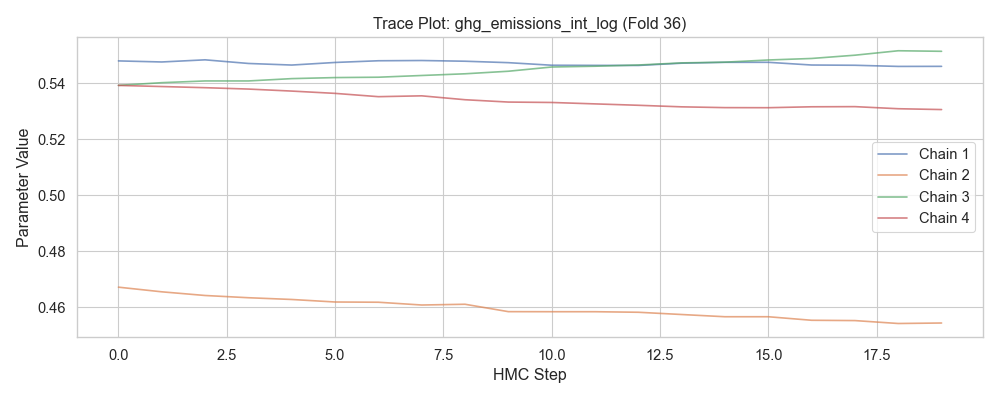 Trace Plot: ghg_emissions_int_log (Fold 36)
Parameter Value
0.54
0.52
0.50
0.48
0.46
Chain 1
Chain 2
Chain 3
Chain 4
0.0 2.5 5.0 7.5 10.0 12.5 15.0 17.5
HMC Step